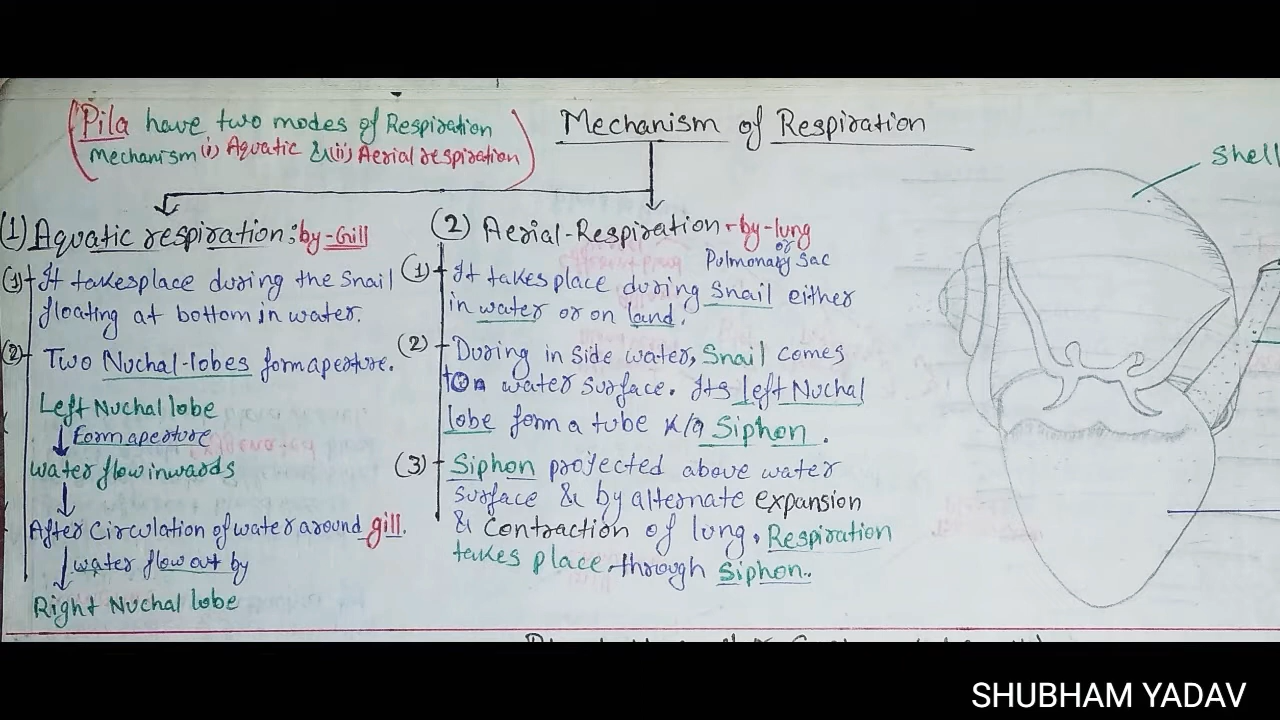 Pila have two modes of Respiration
mechanism (i) Aquatic & (ii) Aerial respiration
Mechanism of Respiration
Shell
(1) Aquatic respiration: by-Gill
(1) It takesplace during the Snail
floating at bottom in water.
(2) Two Nuchal-lobes form aperture.
Left Nuchal lobe
form aperture
water flow inwards
After Circulation of water around gill.
water flow out by
Right Nuchal lobe
(2) Aerial-Respiration - by-lung
or
Pulmonary Sac
(1) It takesplace during Snail either
in water or on land.
(2) During in side water, Snail comes
to water surface. Its left Nuchal
lobe form a tube k/a Siphon.
(3) Siphon projected above water
surface & by alternate expansion
& Contraction of lung. Respiration
takes place through Siphon.
SHUBHAM YADAV